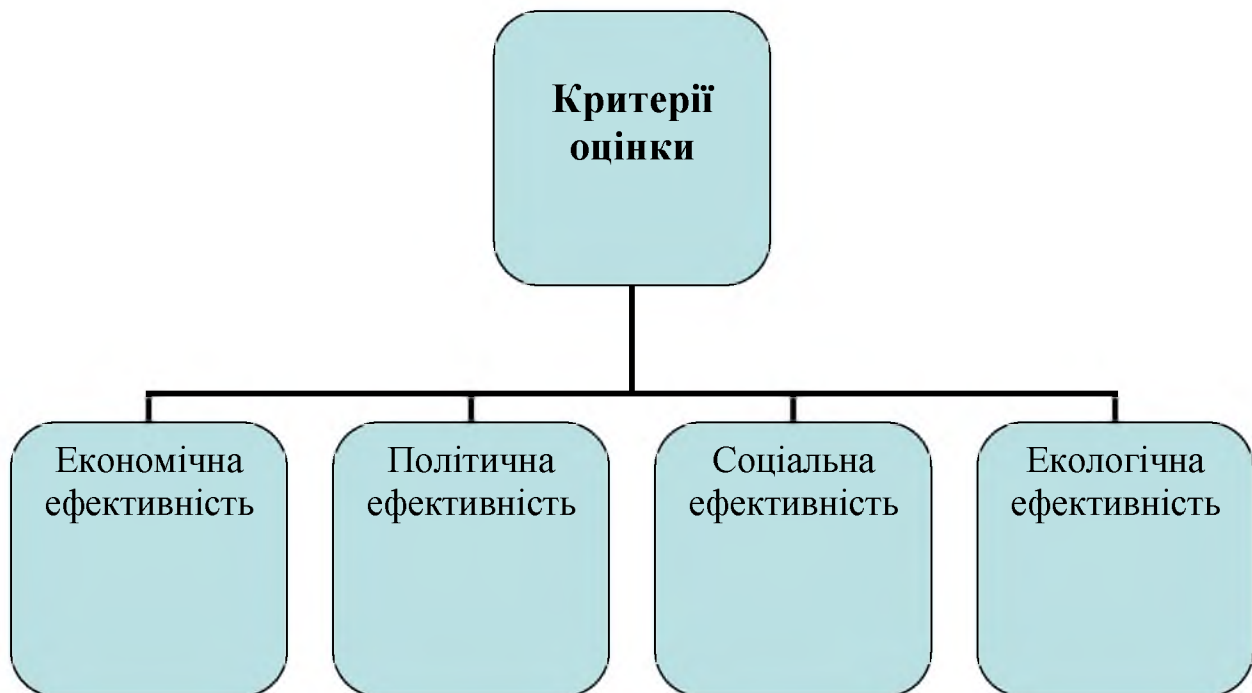 Критерії
оцінки
Економічна
ефективність
Політична
ефективність
Соціальна
ефективність
Екологічна
ефективність